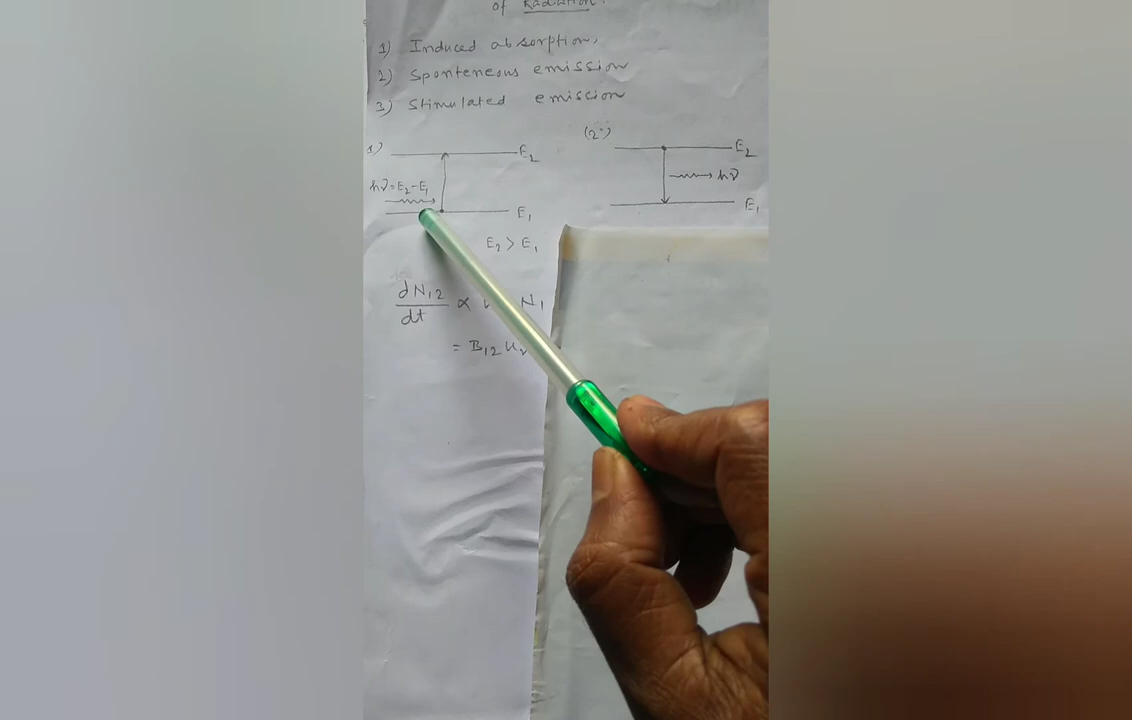 of Radiation.
1) Induced absorption,
2) Sponteneous emission
3) Stimulated emission
1)
E₂
hν = E₂-E₁
E₁
E₂ > E₁
dN₁₂/dt ∝ N₁
= B₁₂ uᵥ
(2)
E₂
hν
E₁